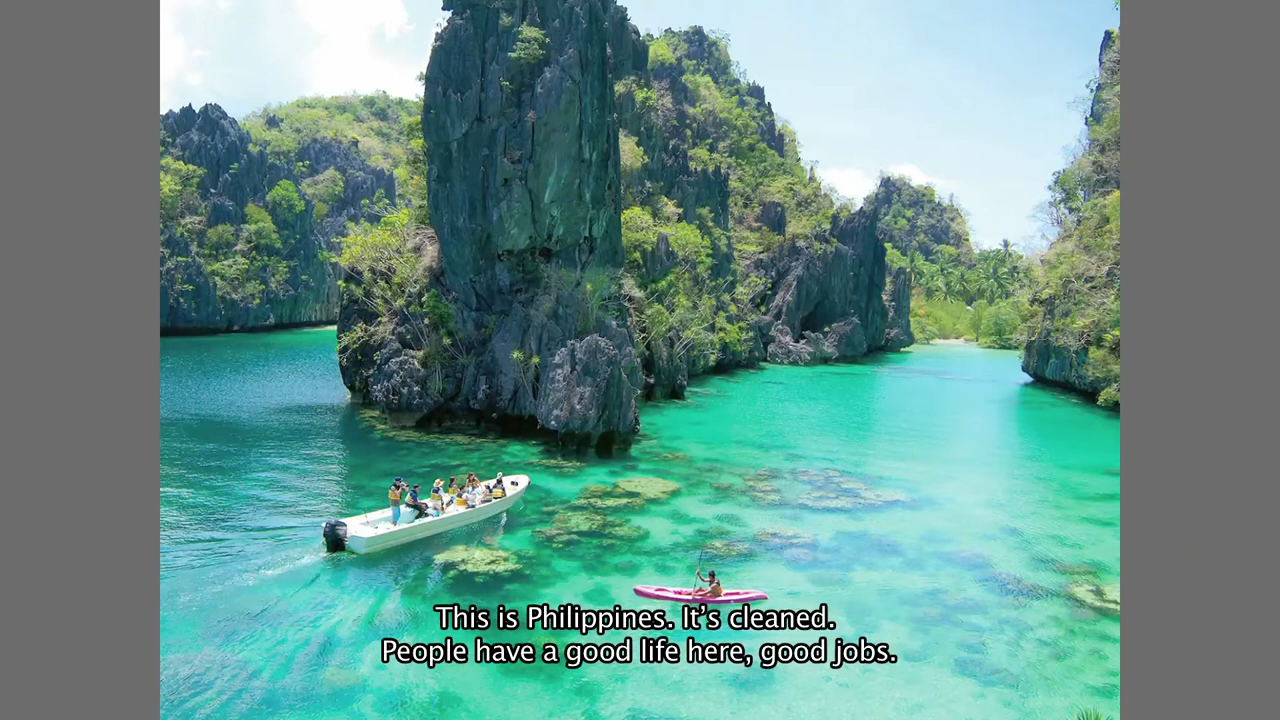 This is Philippines. It’s cleaned.
People have a good life here, good jobs.